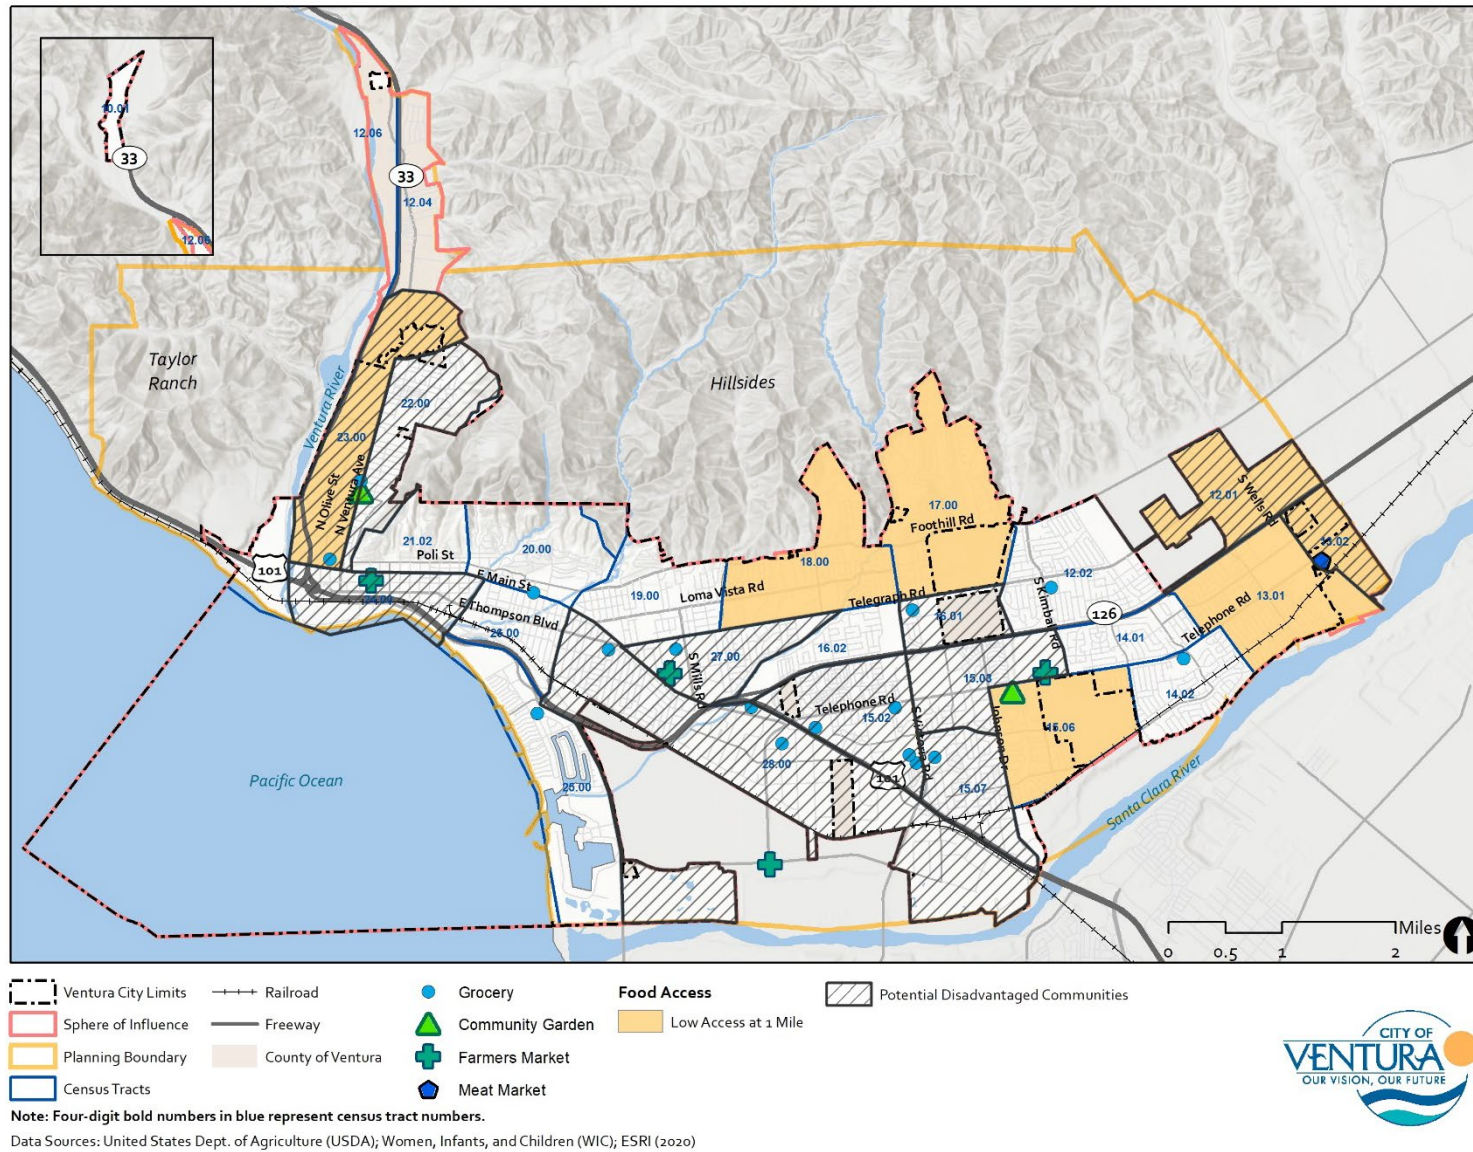 10.01
33
12.06
12.06
33
12.04
Taylor
Ranch
Ventura River
Hillsides
22.00
23.00
N Olive St
N Ventura Ave
17.00
Foothill Rd
12.01
S Wells Rd
13.02
21.02
Poli St
20.00
101
E Main St
18.00
Loma Vista Rd
19.00
Telegraph Rd
12.02
S Kimball Rd
126
13.01
Telephone Rd
24.00
E Thompson Blvd
26.00
16.01
14.01
16.02
27.00
S Mills Rd
15.03
14.02
Telephone Rd
15.02
S Victoria Rd
Johnson Dr
15.06
28.00
101
15.07
25.00
Pacific Ocean
Santa Clara River
Miles
0 0.5 1 2
Ventura City Limits
Sphere of Influence
Planning Boundary
Census Tracts
Railroad
Freeway
County of Ventura
Grocery
Community Garden
Farmers Market
Meat Market
Food Access
Low Access at 1 Mile
Potential Disadvantaged Communities
CITY OF
VENTURA
OUR VISION, OUR FUTURE
Note: Four-digit bold numbers in blue represent census tract numbers.
Data Sources: United States Dept. of Agriculture (USDA); Women, Infants, and Children (WIC); ESRI (2020)